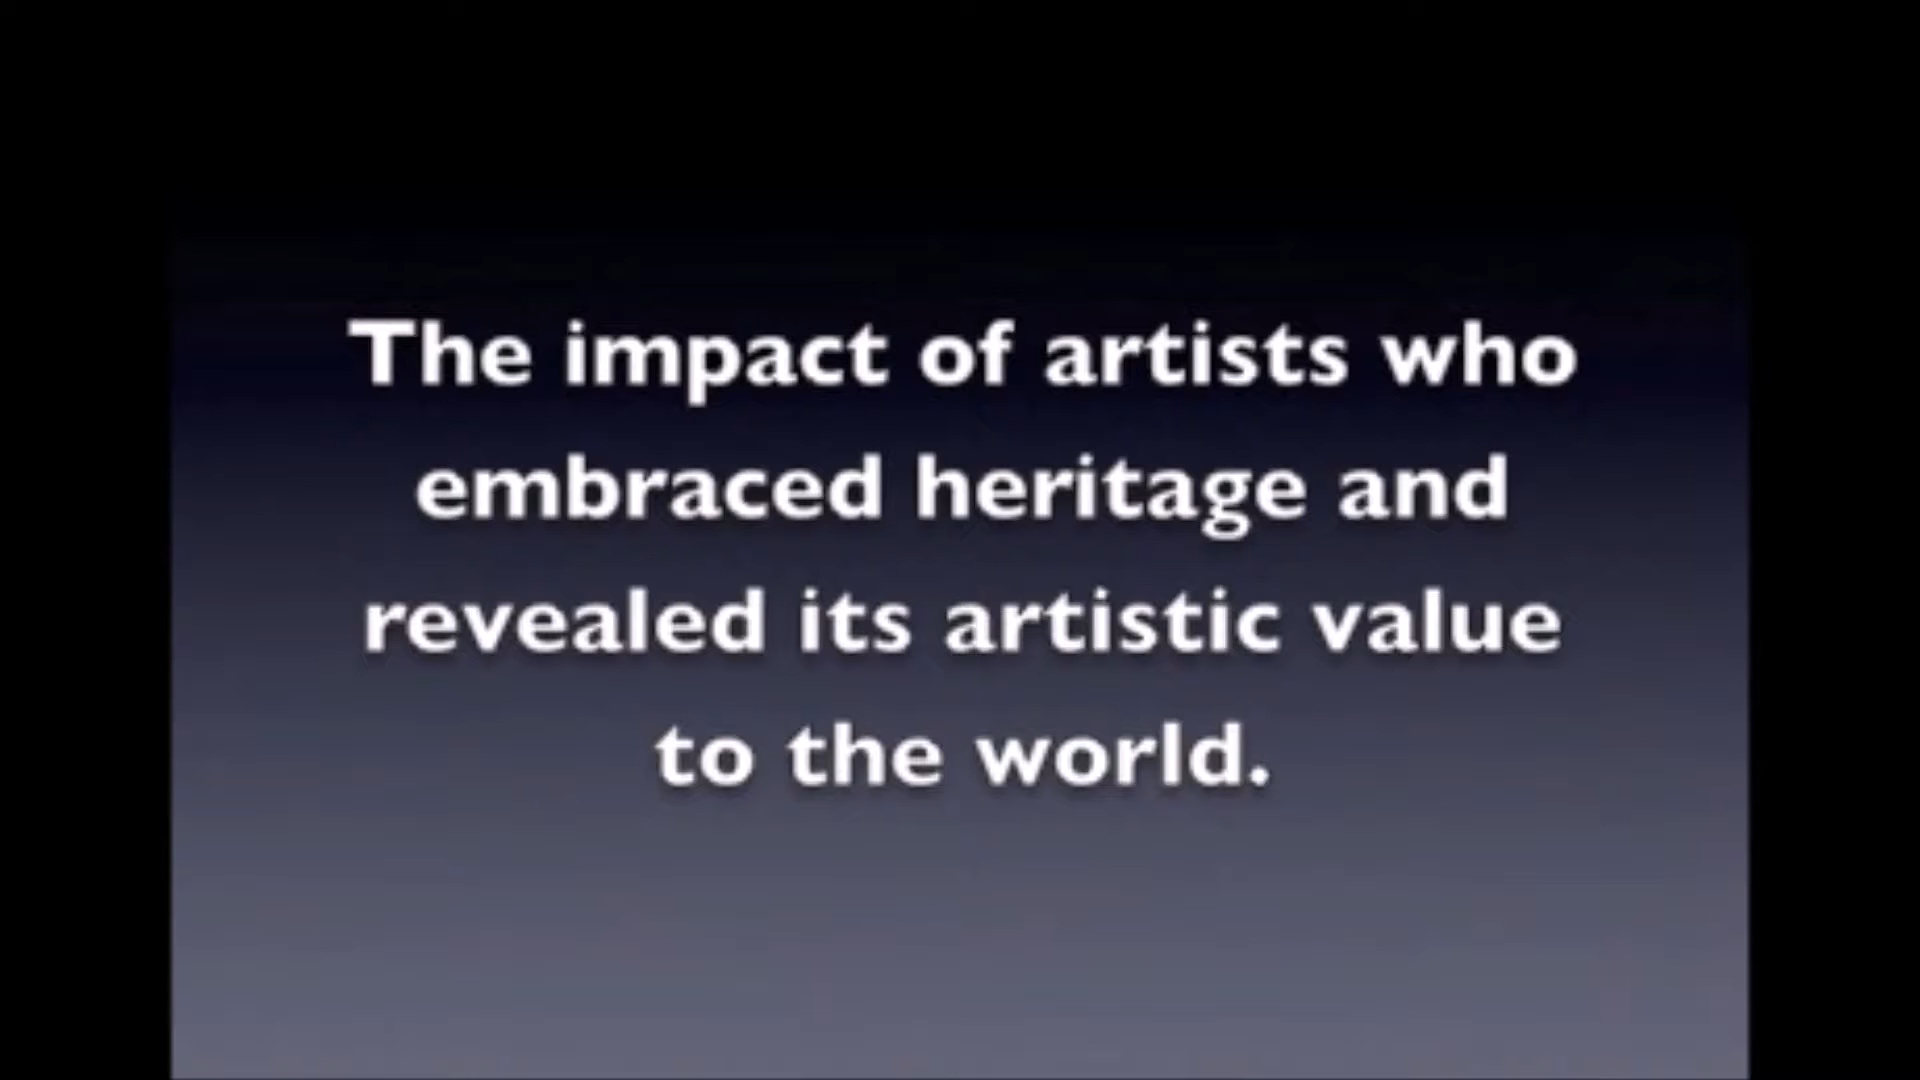 The impact of artists who
embraced heritage and
revealed its artistic value
to the world.